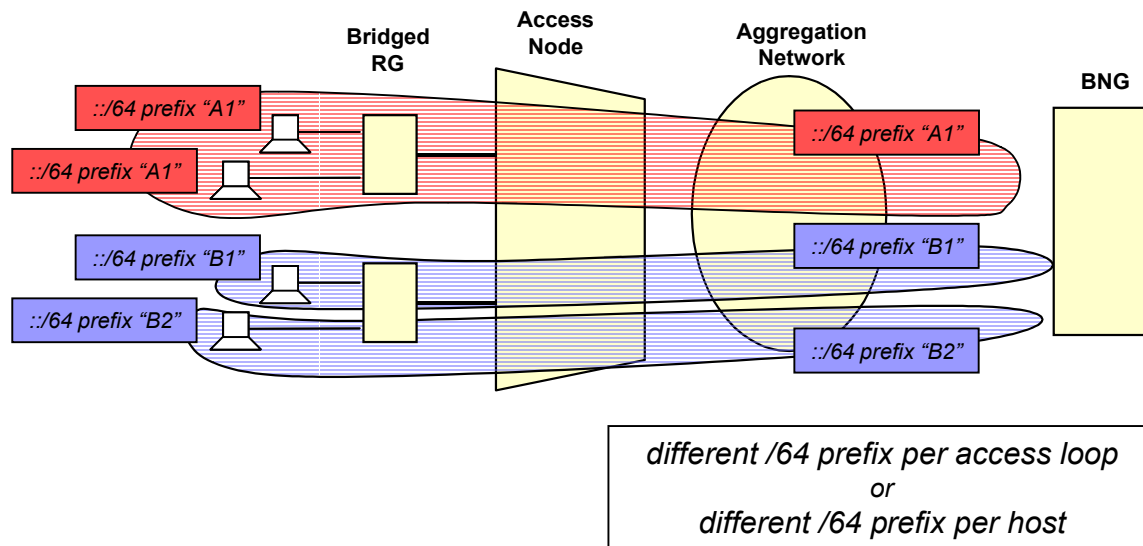 Bridged
RG
Access
Node
Aggregation
Network
BNG
::/64 prefix “A1”
::/64 prefix “A1”
::/64 prefix “A1”
::/64 prefix “B1”
::/64 prefix “B1”
::/64 prefix “B2”
::/64 prefix “B2”
different /64 prefix per access loop
or
different /64 prefix per host